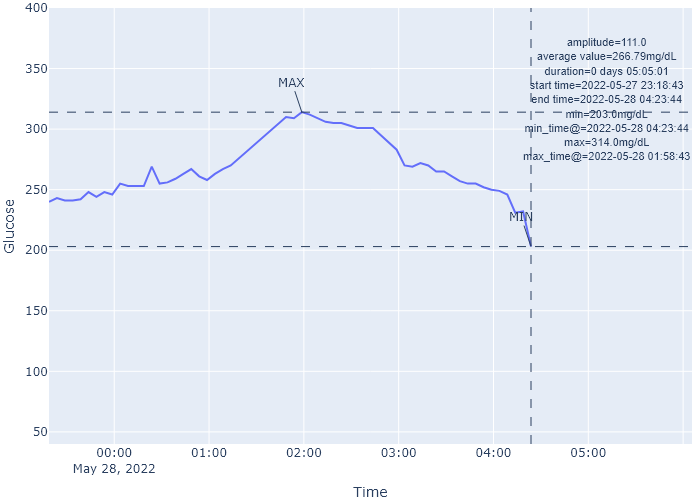 400
350
300
250
200
150
100
50
Glucose
MAX
MIN
amplitude=111.0
average value=266.79mg/dL
duration=0 days 05:05:01
start time=2022-05-27 23:18:43
end time=2022-05-28 04:23:44
min=203.0mg/dL
min_time@=2022-05-28 04:23:44
max=314.0mg/dL
max_time@=2022-05-28 01:58:43
00:00 01:00 02:00 03:00 04:00 05:00
May 28, 2022
Time